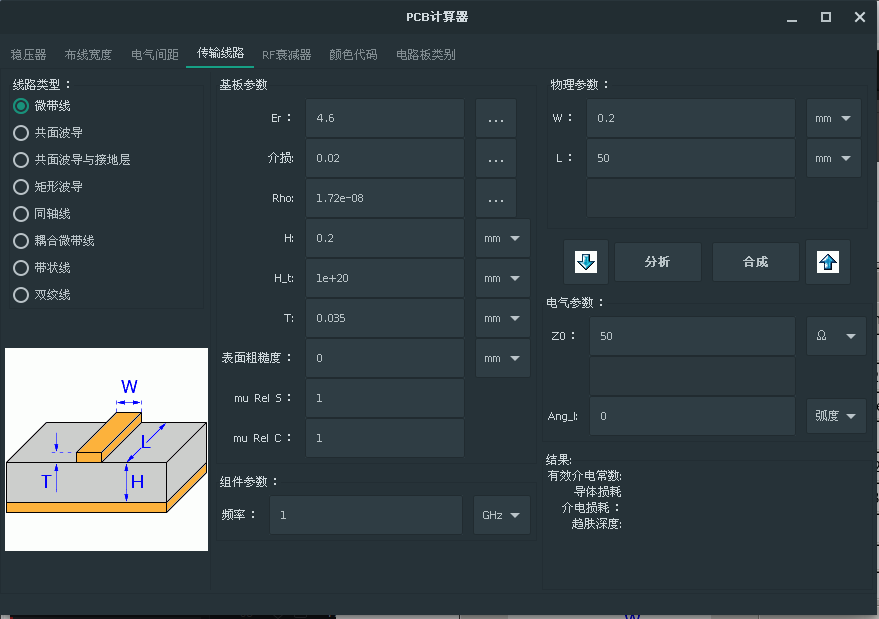 PCB计算器
稳压器 布线宽度 电气间距 传输线路 RF衰减器 颜色代码 电路板类别
线路类型：
微带线
共面波导
共面波导与接地层
矩形波导
同轴线
耦合微带线
带状线
双绞线
W
L
T
H
基板参数
Er： 4.6 ...
介损: 0.02 ...
Rho: 1.72e-08 ...
H: 0.2 mm
H_t: 1e+20 mm
T: 0.035 mm
表面粗糙度： 0 mm
mu Rel S： 1
mu Rel C： 1
组件参数：
频率： 1 GHz
物理参数：
W： 0.2 mm
L： 50 mm
分析 合成
电气参数：
Z0： 50 Ω
Ang_l: 0 弧度
结果:
有效介电常数:
导体损耗
介电损耗：
趋肤深度: